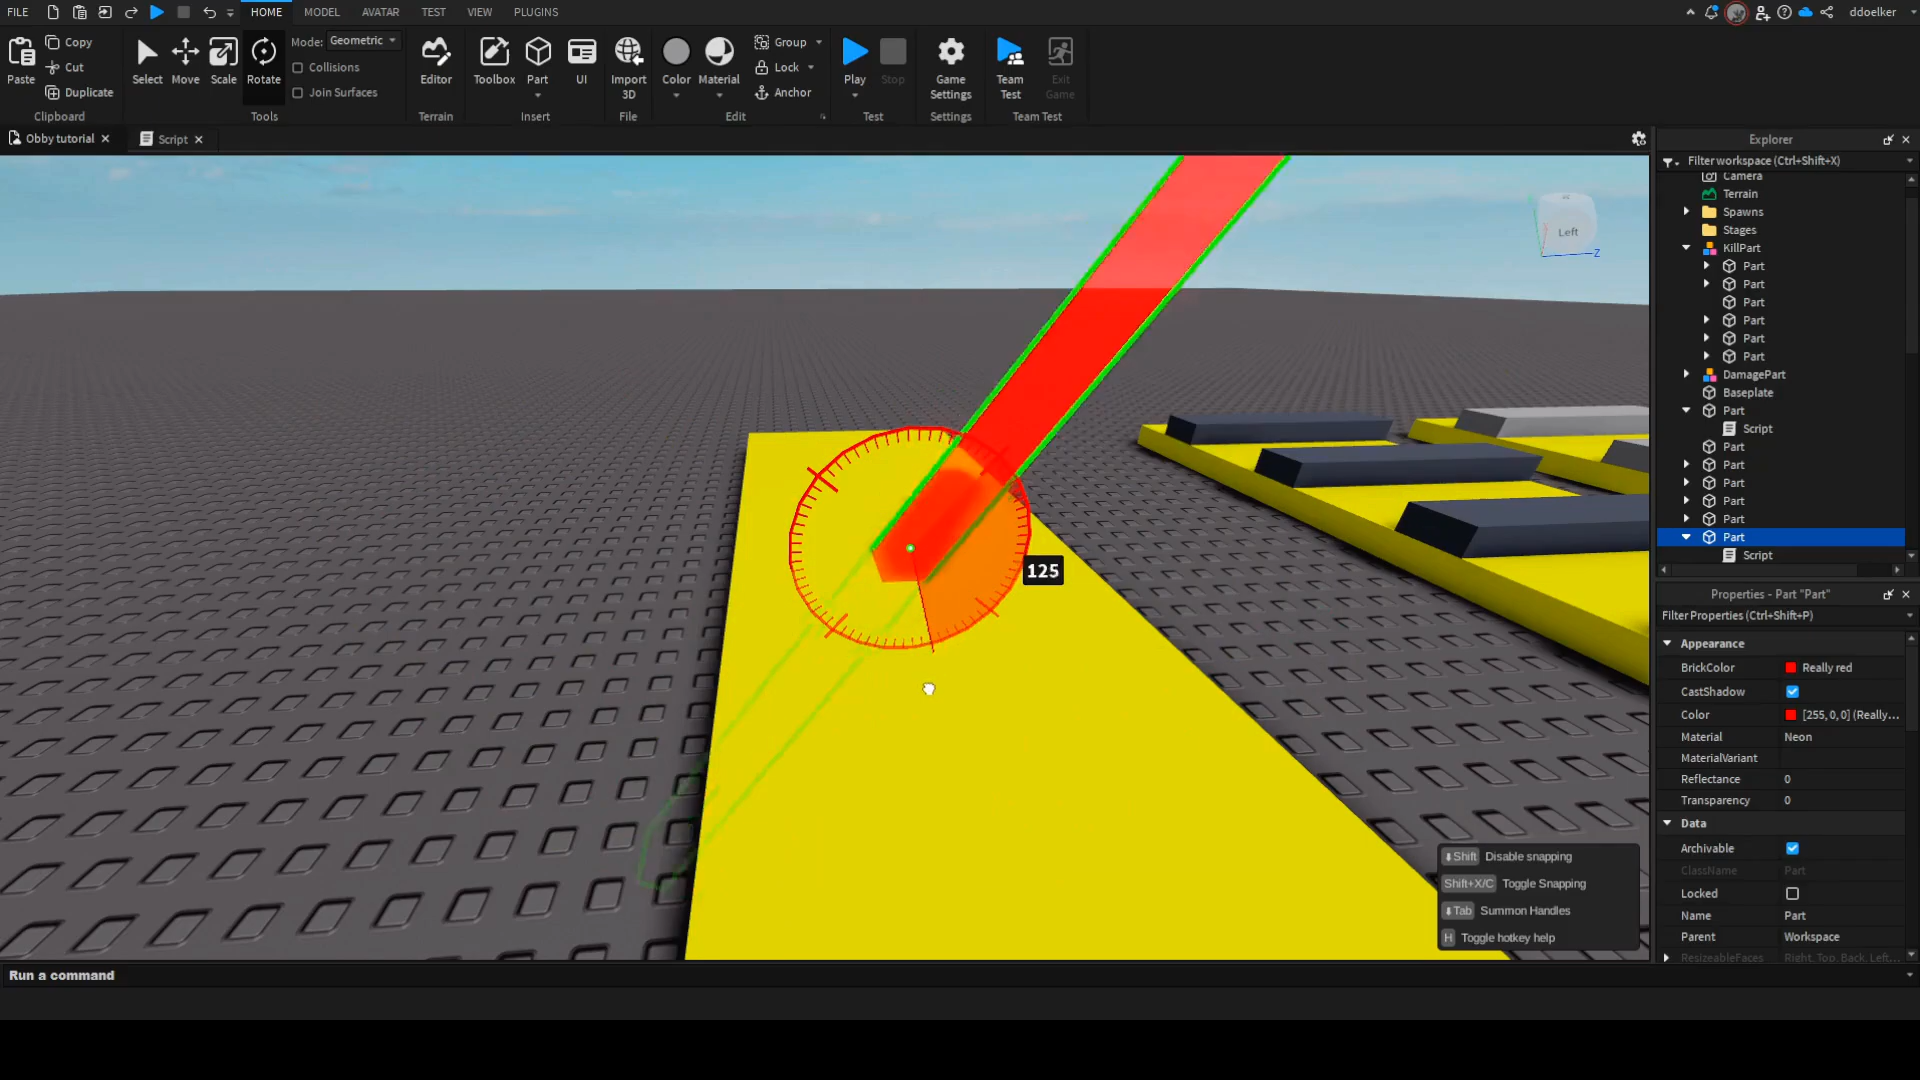 FILE
HOME
MODEL
AVATAR
TEST
VIEW
PLUGINS
ddoelker
Paste
Copy
Cut
Duplicate
Clipboard
Select
Move
Scale
Rotate
Mode: Geometric
Collisions
Join Surfaces
Tools
Editor
Terrain
Toolbox
Part
UI
Insert
Import
3D
File
Color
Material
Group
Lock
Anchor
Edit
Play
Stop
Test
Game
Settings
Settings
Team
Test
Exit
Game
Team Test
Obby tutorial
Script
Left
Z
125
Shift Disable snapping
Shift+X/C Toggle Snapping
Tab Summon Handles
H Toggle hotkey help
Explorer
Filter workspace (Ctrl+Shift+X)
Camera
Terrain
Spawns
Stages
KillPart
Part
Part
Part
Part
Part
Part
DamagePart
Baseplate
Part
Script
Part
Part
Part
Part
Part
Part
Script
Properties - Part "Part"
Filter Properties (Ctrl+Shift+P)
Appearance
BrickColor Really red
CastShadow
Color [255, 0, 0] (Really...
Material Neon
MaterialVariant
Reflectance 0
Transparency 0
Data
Archivable
ClassName Part
Locked
Name Part
Parent Workspace
ResizeableFaces Right, Top, Back, Left...
Run a command